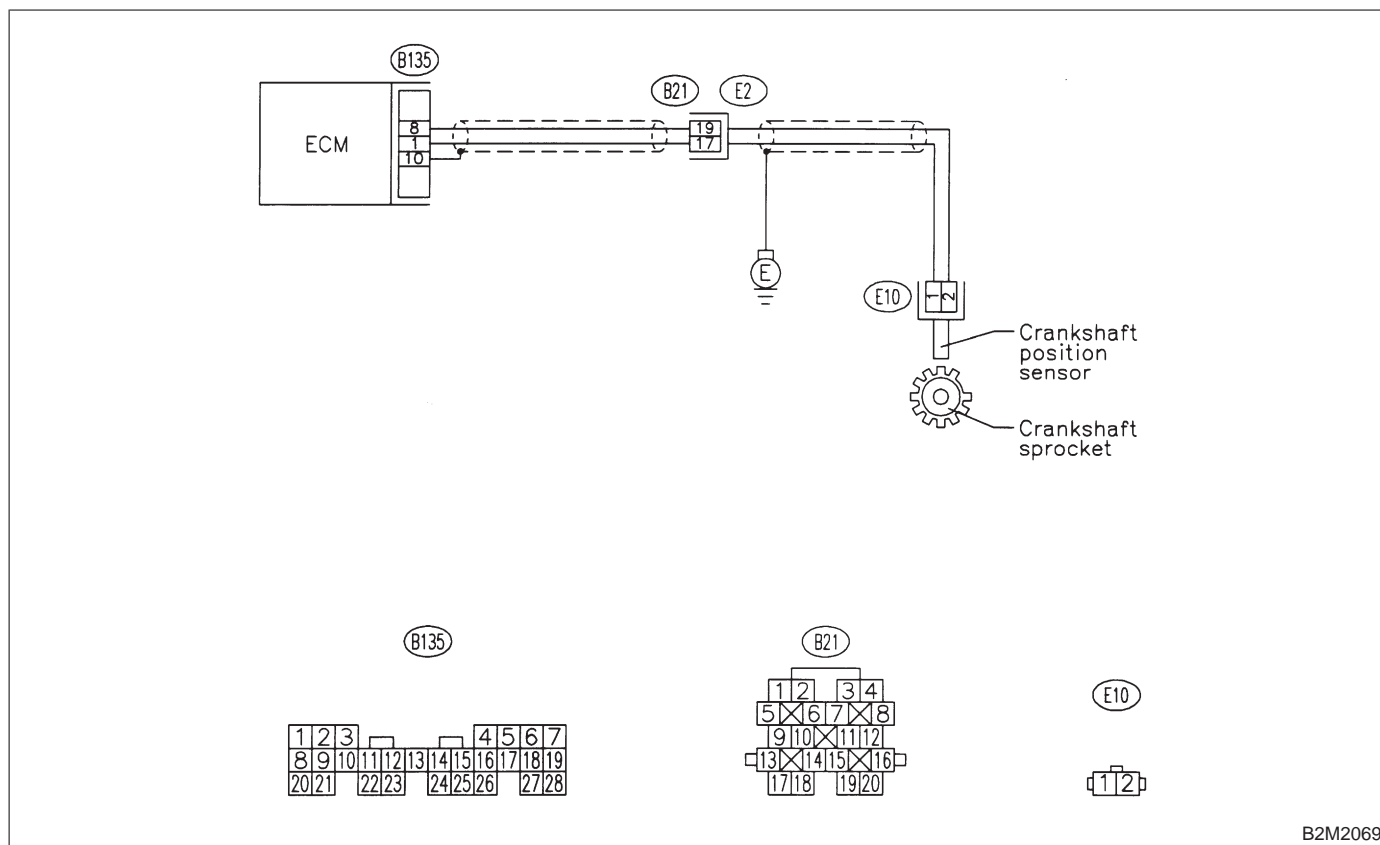 B135
B21 E2
ECM
8
1
10
19
17
E
E10
1 2
Crankshaft
position
sensor
Crankshaft
sprocket
B135
1 2 3 4 5 6 7
8 9 10 11 12 13 14 15 16 17 18 19
20 21 22 23 24 25 26 27 28
B21
1 2 3 4
5 6 7 8
9 10 11 12
13 14 15 16
17 18 19 20
E10
1 2
B2M2069